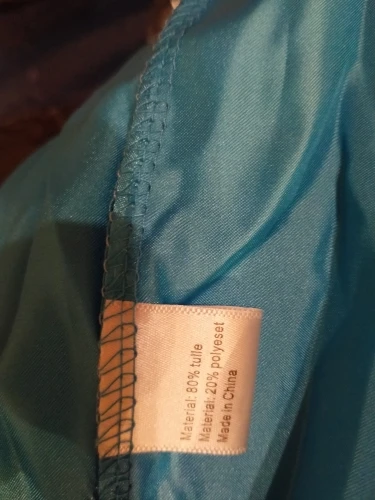 Material: 80% tulle
Material: 20% polyeset
Made in China